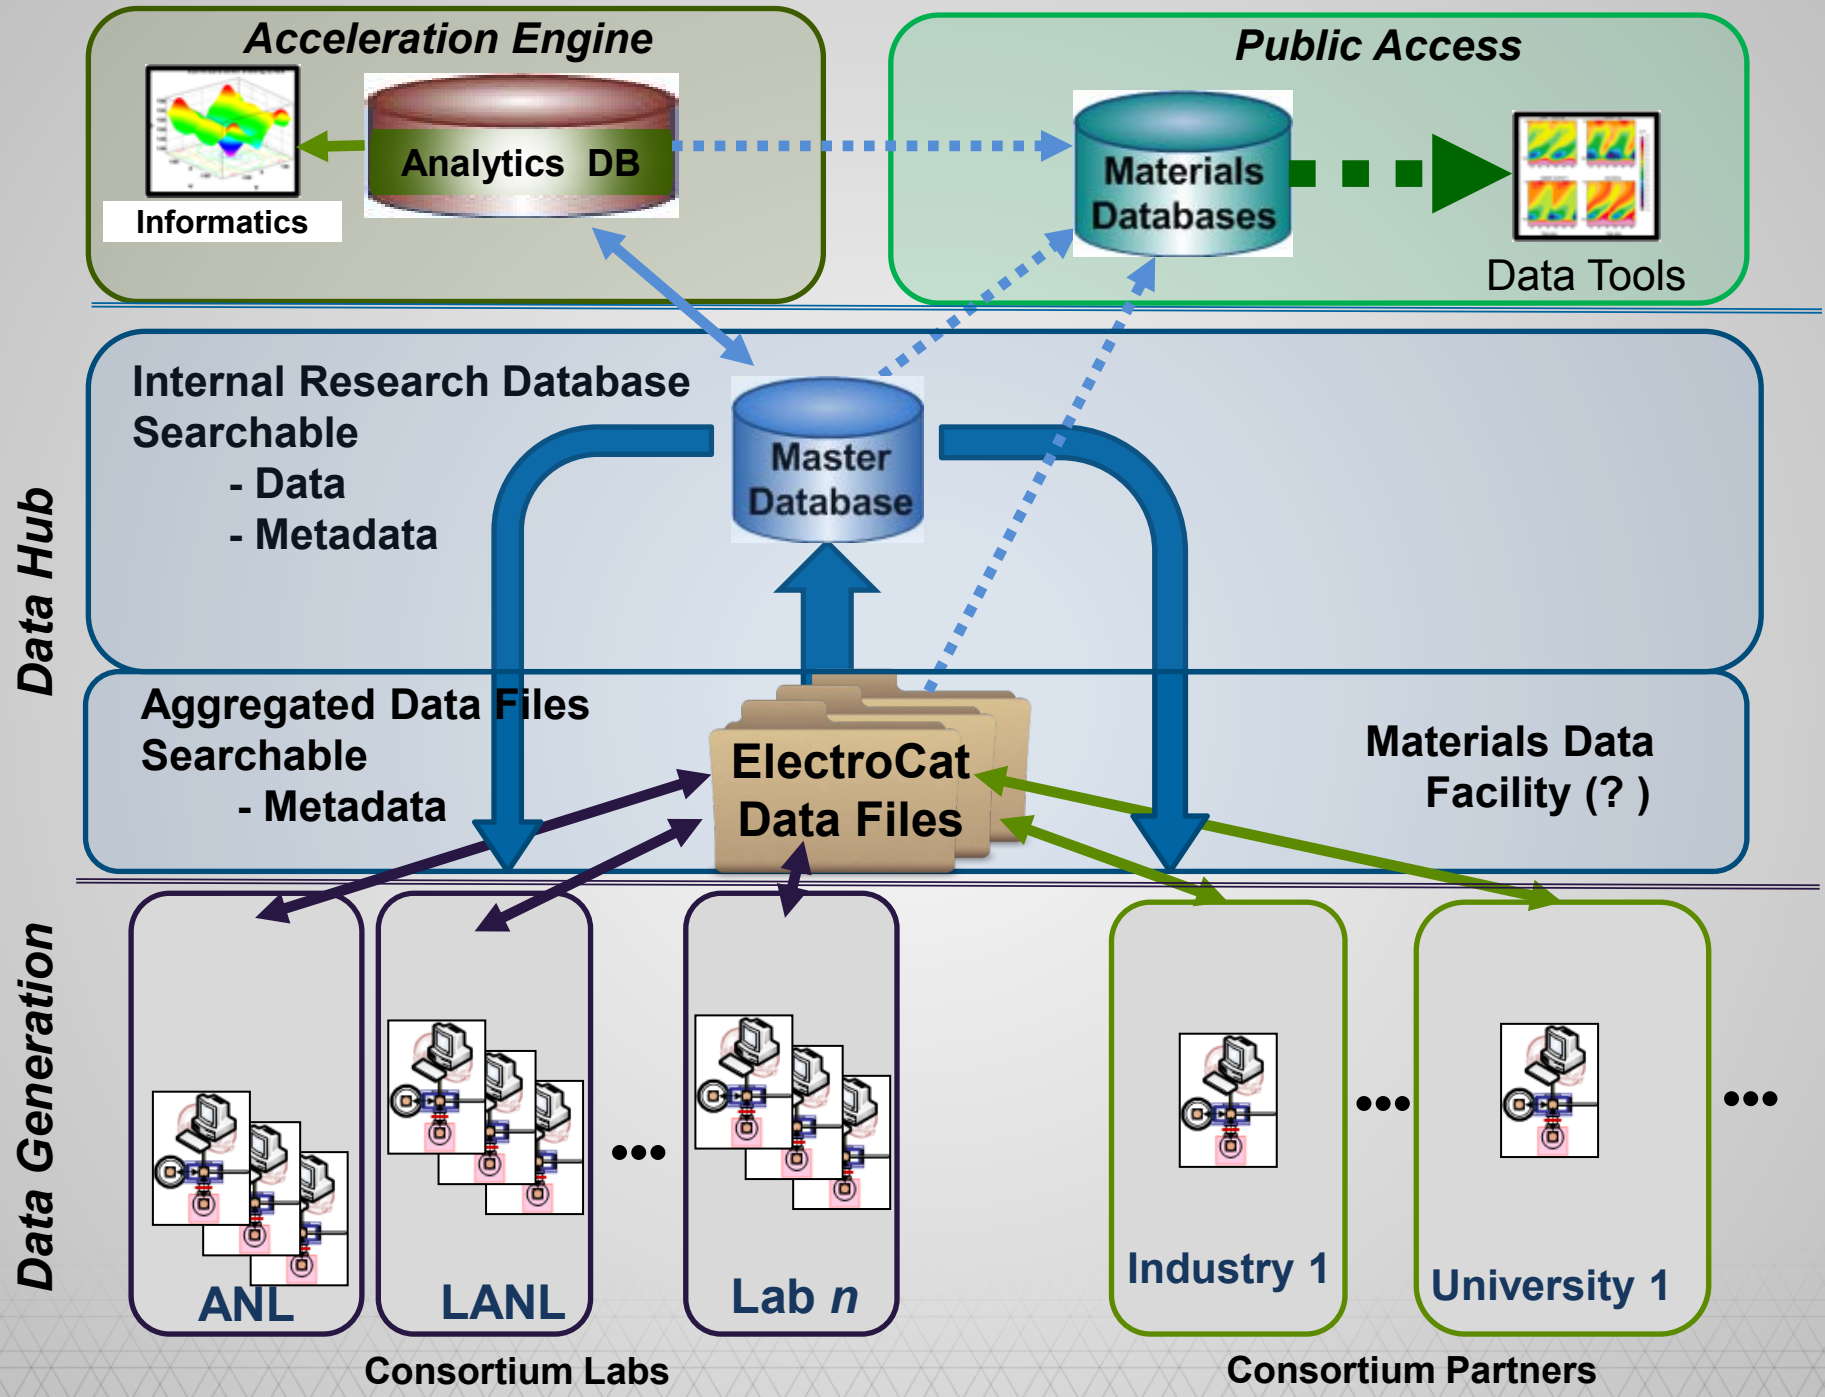 Acceleration Engine
Informatics
Analytics DB
Public Access
Materials
Databases
Data Tools
Data Hub
Internal Research Database
Searchable
- Data
- Metadata
Master
Database
Aggregated Data Files
Searchable
- Metadata
ElectroCat
Data Files
Materials Data
Facility (? )
Data Generation
ANL
LANL
•••
Lab n
Industry 1
•••
University 1
•••
Consortium Labs
Consortium Partners